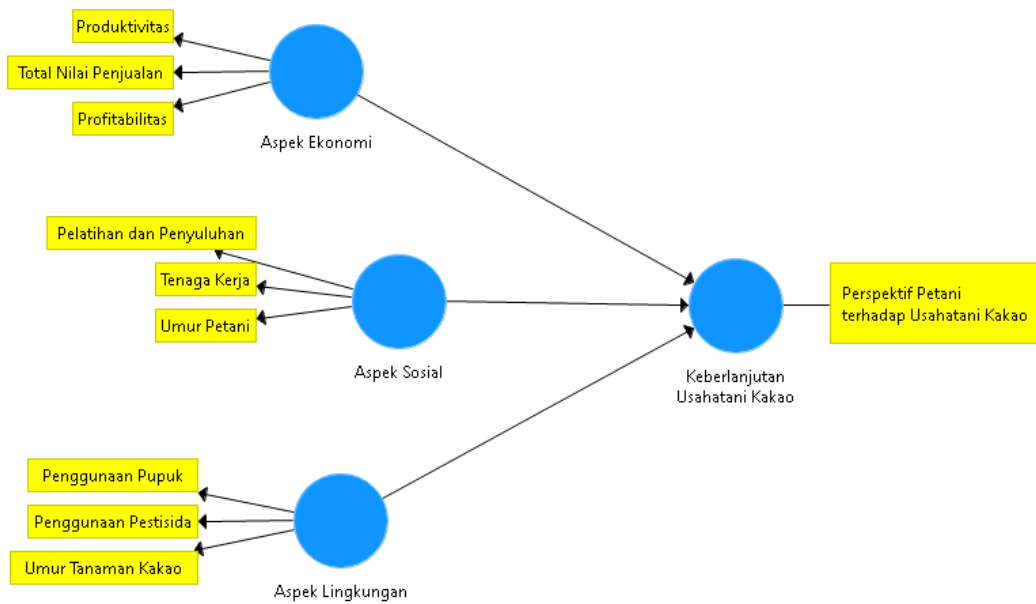 Produktivitas
Total Nilai Penjualan
Profitabilitas
Aspek Ekonomi
Pelatihan dan Penyuluhan
Tenaga Kerja
Umur Petani
Aspek Sosial
Keberlanjutan
Usahatani Kakao
Perspektif Petani
terhadap Usahatani Kakao
Penggunaan Pupuk
Penggunaan Pestisida
Umur Tanaman Kakao
Aspek Lingkungan